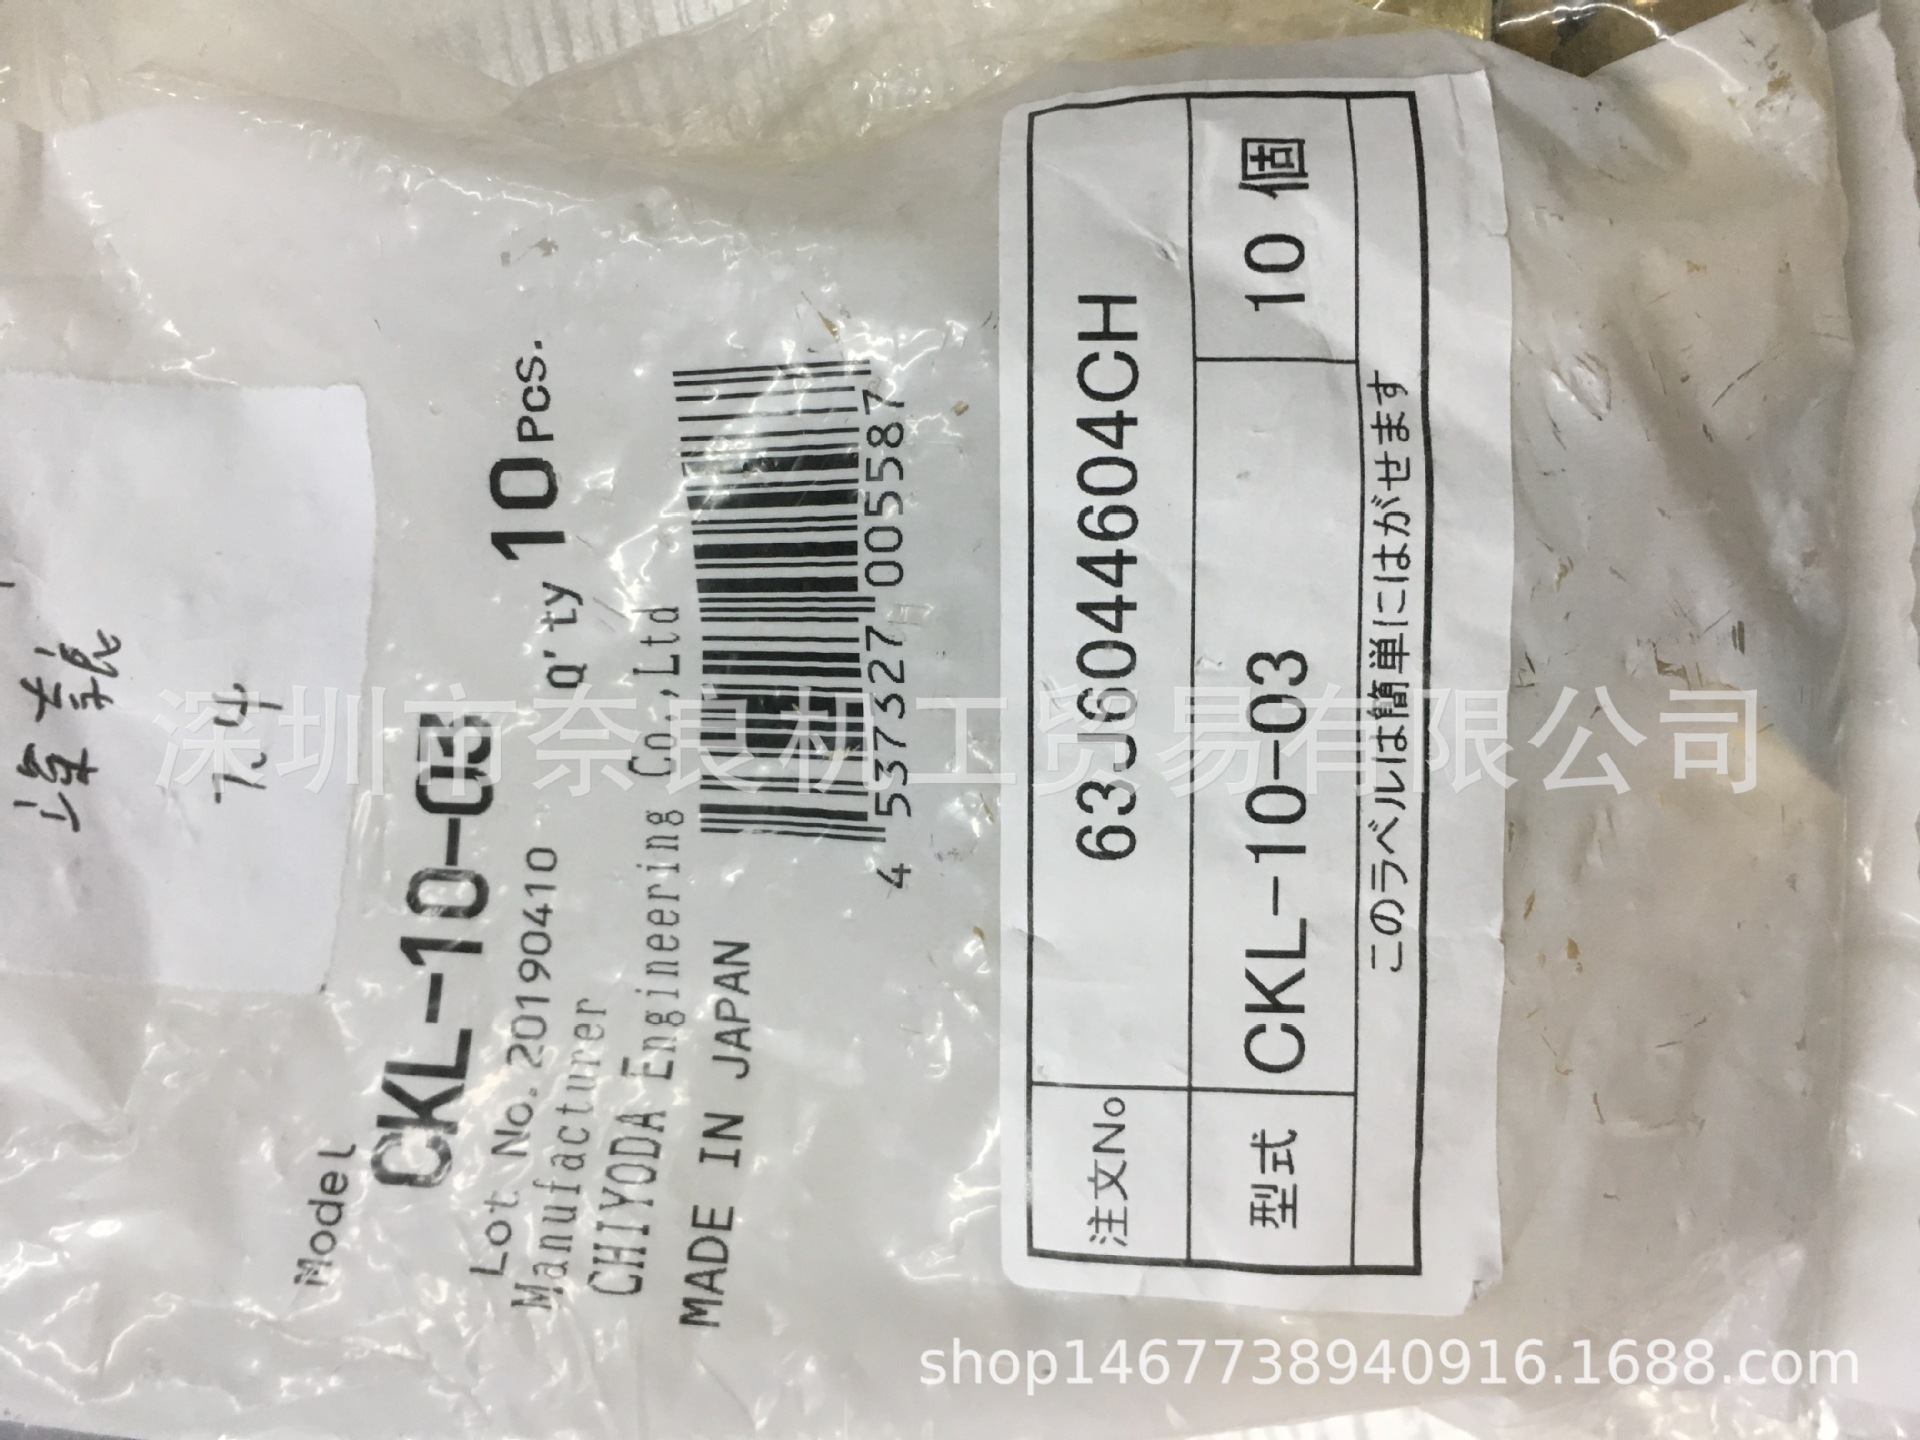 7.4
Model
CKL-10-03
Lot No. 20190410 Q'ty 10 Pcs.
Manufacturer
CHIYODA Engineering Co.,Ltd
MADE IN JAPAN
4 537327 005587
注文No 63J6044604CH
型式 CKL-10-03 10 個
このラベルは簡単にはがせます
深圳市奈良机工贸易有限公司
shop1467738940916.1688.com